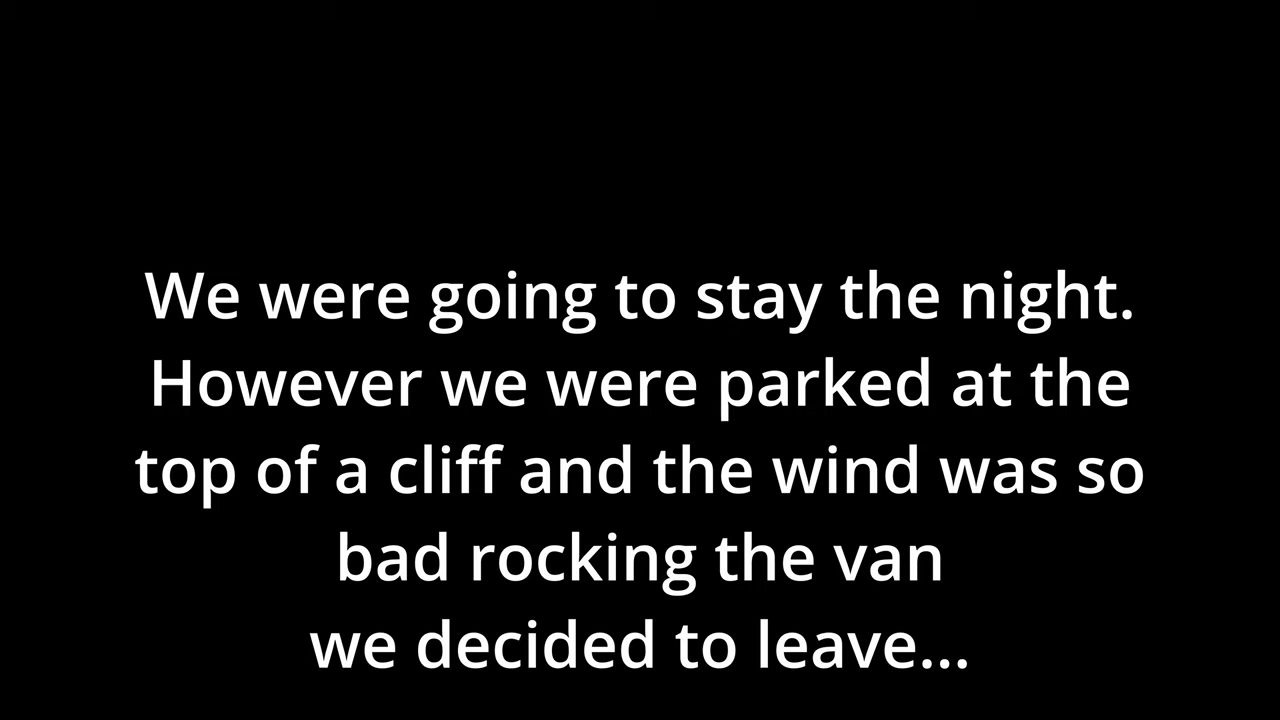 We were going to stay the night.
However we were parked at the
top of a cliff and the wind was so
bad rocking the van
we decided to leave...